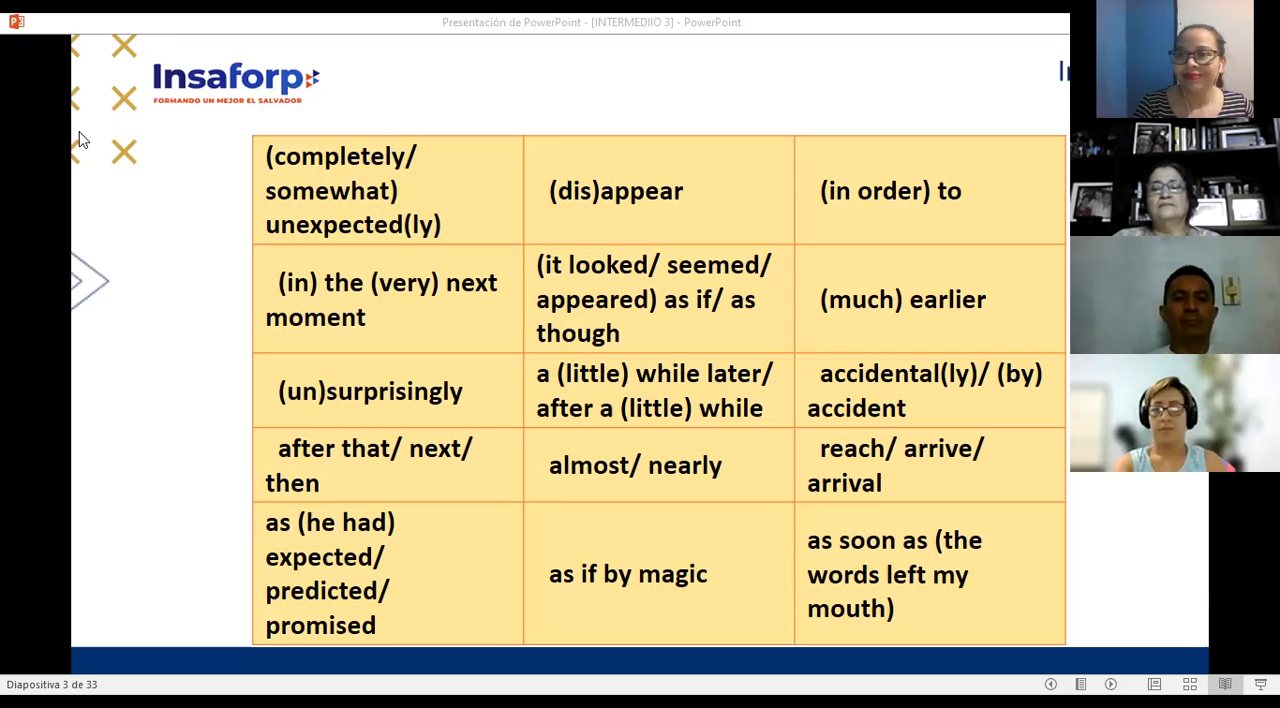 Presentación de PowerPoint - [INTERMEDIIO 3] - PowerPoint
Insaforp
FORMANDO UN MEJOR EL SALVADOR
(completely/
somewhat)
unexpected(ly)
(dis)appear
(in order) to
(in) the (very) next
moment
(it looked/ seemed/
appeared) as if/ as
though
(much) earlier
(un)surprisingly
a (little) while later/
after a (little) while
accidental(ly)/ (by)
accident
after that/ next/
then
almost/ nearly
reach/ arrive/
arrival
as (he had)
expected/
predicted/
promised
as if by magic
as soon as (the
words left my
mouth)
Diapositiva 3 de 33